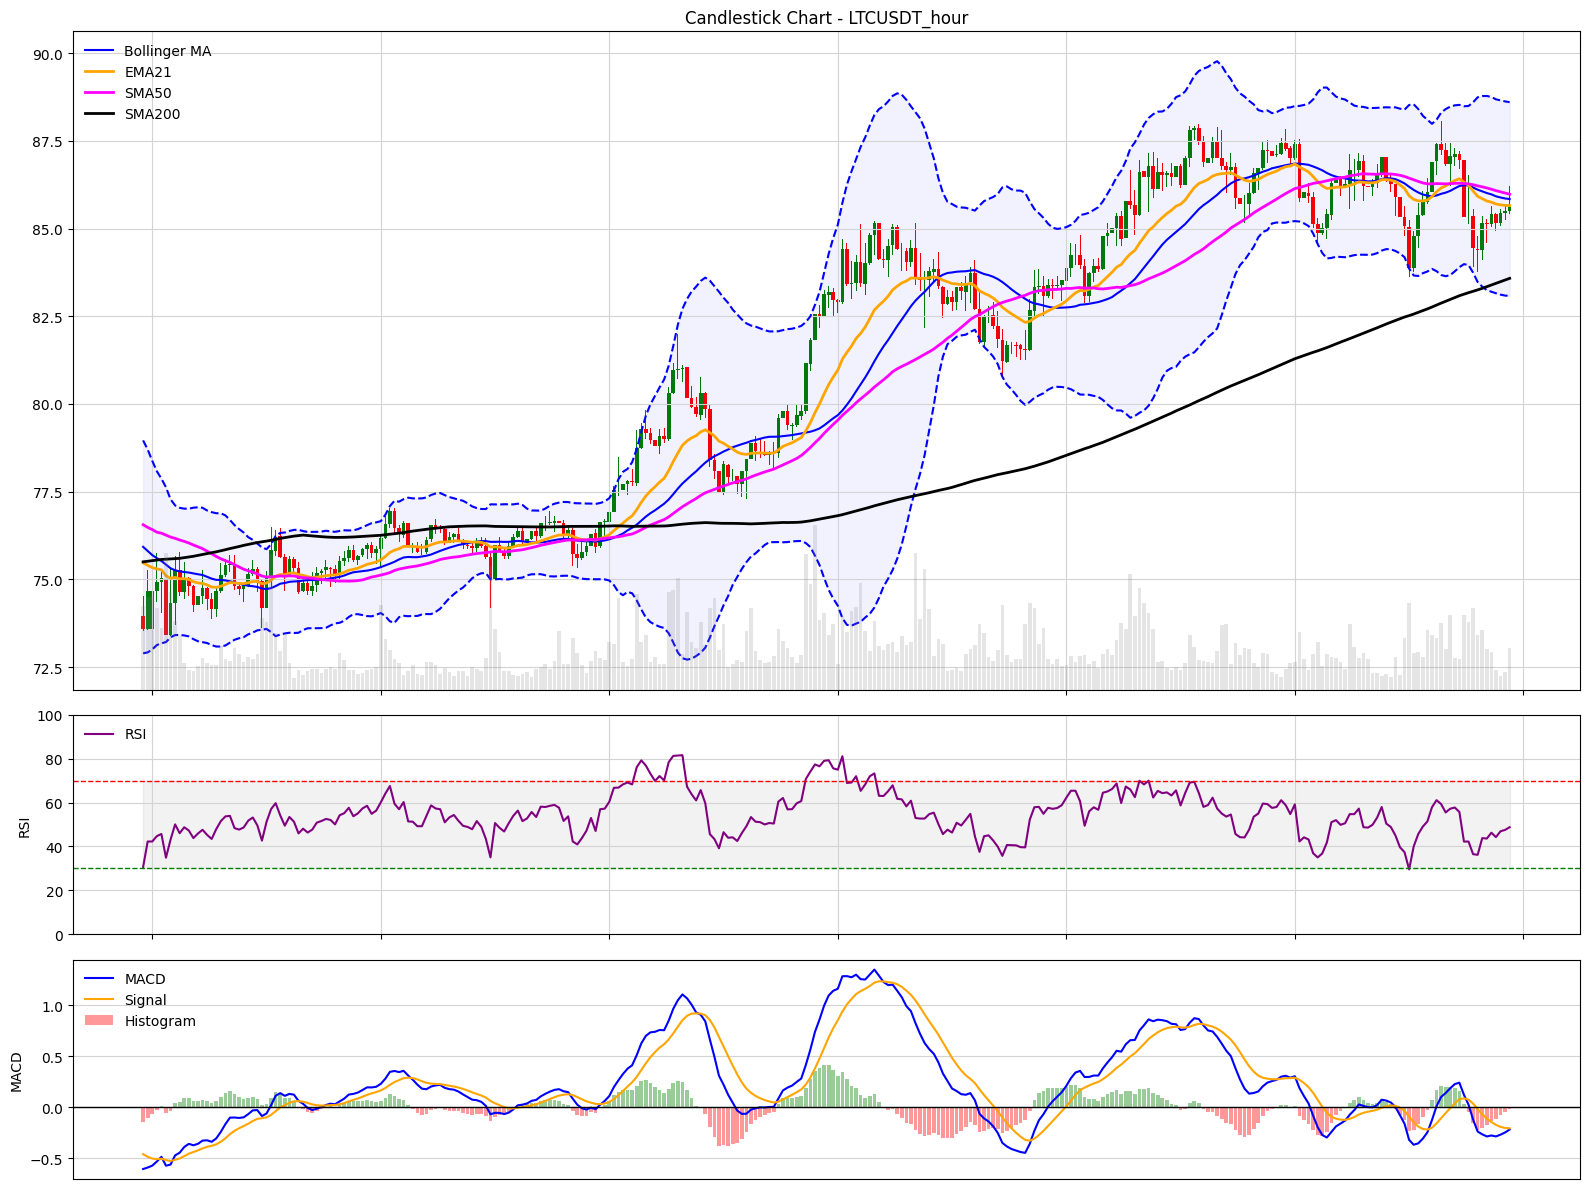 Candlestick Chart - LTCUSDT_hour
Bollinger MA
EMA21
SMA50
SMA200
90.0
87.5
85.0
82.5
80.0
77.5
75.0
72.5
RSI
RSI
100
80
60
40
20
0
MACD
Signal
Histogram
MACD
1.0
0.5
0.0
−0.5